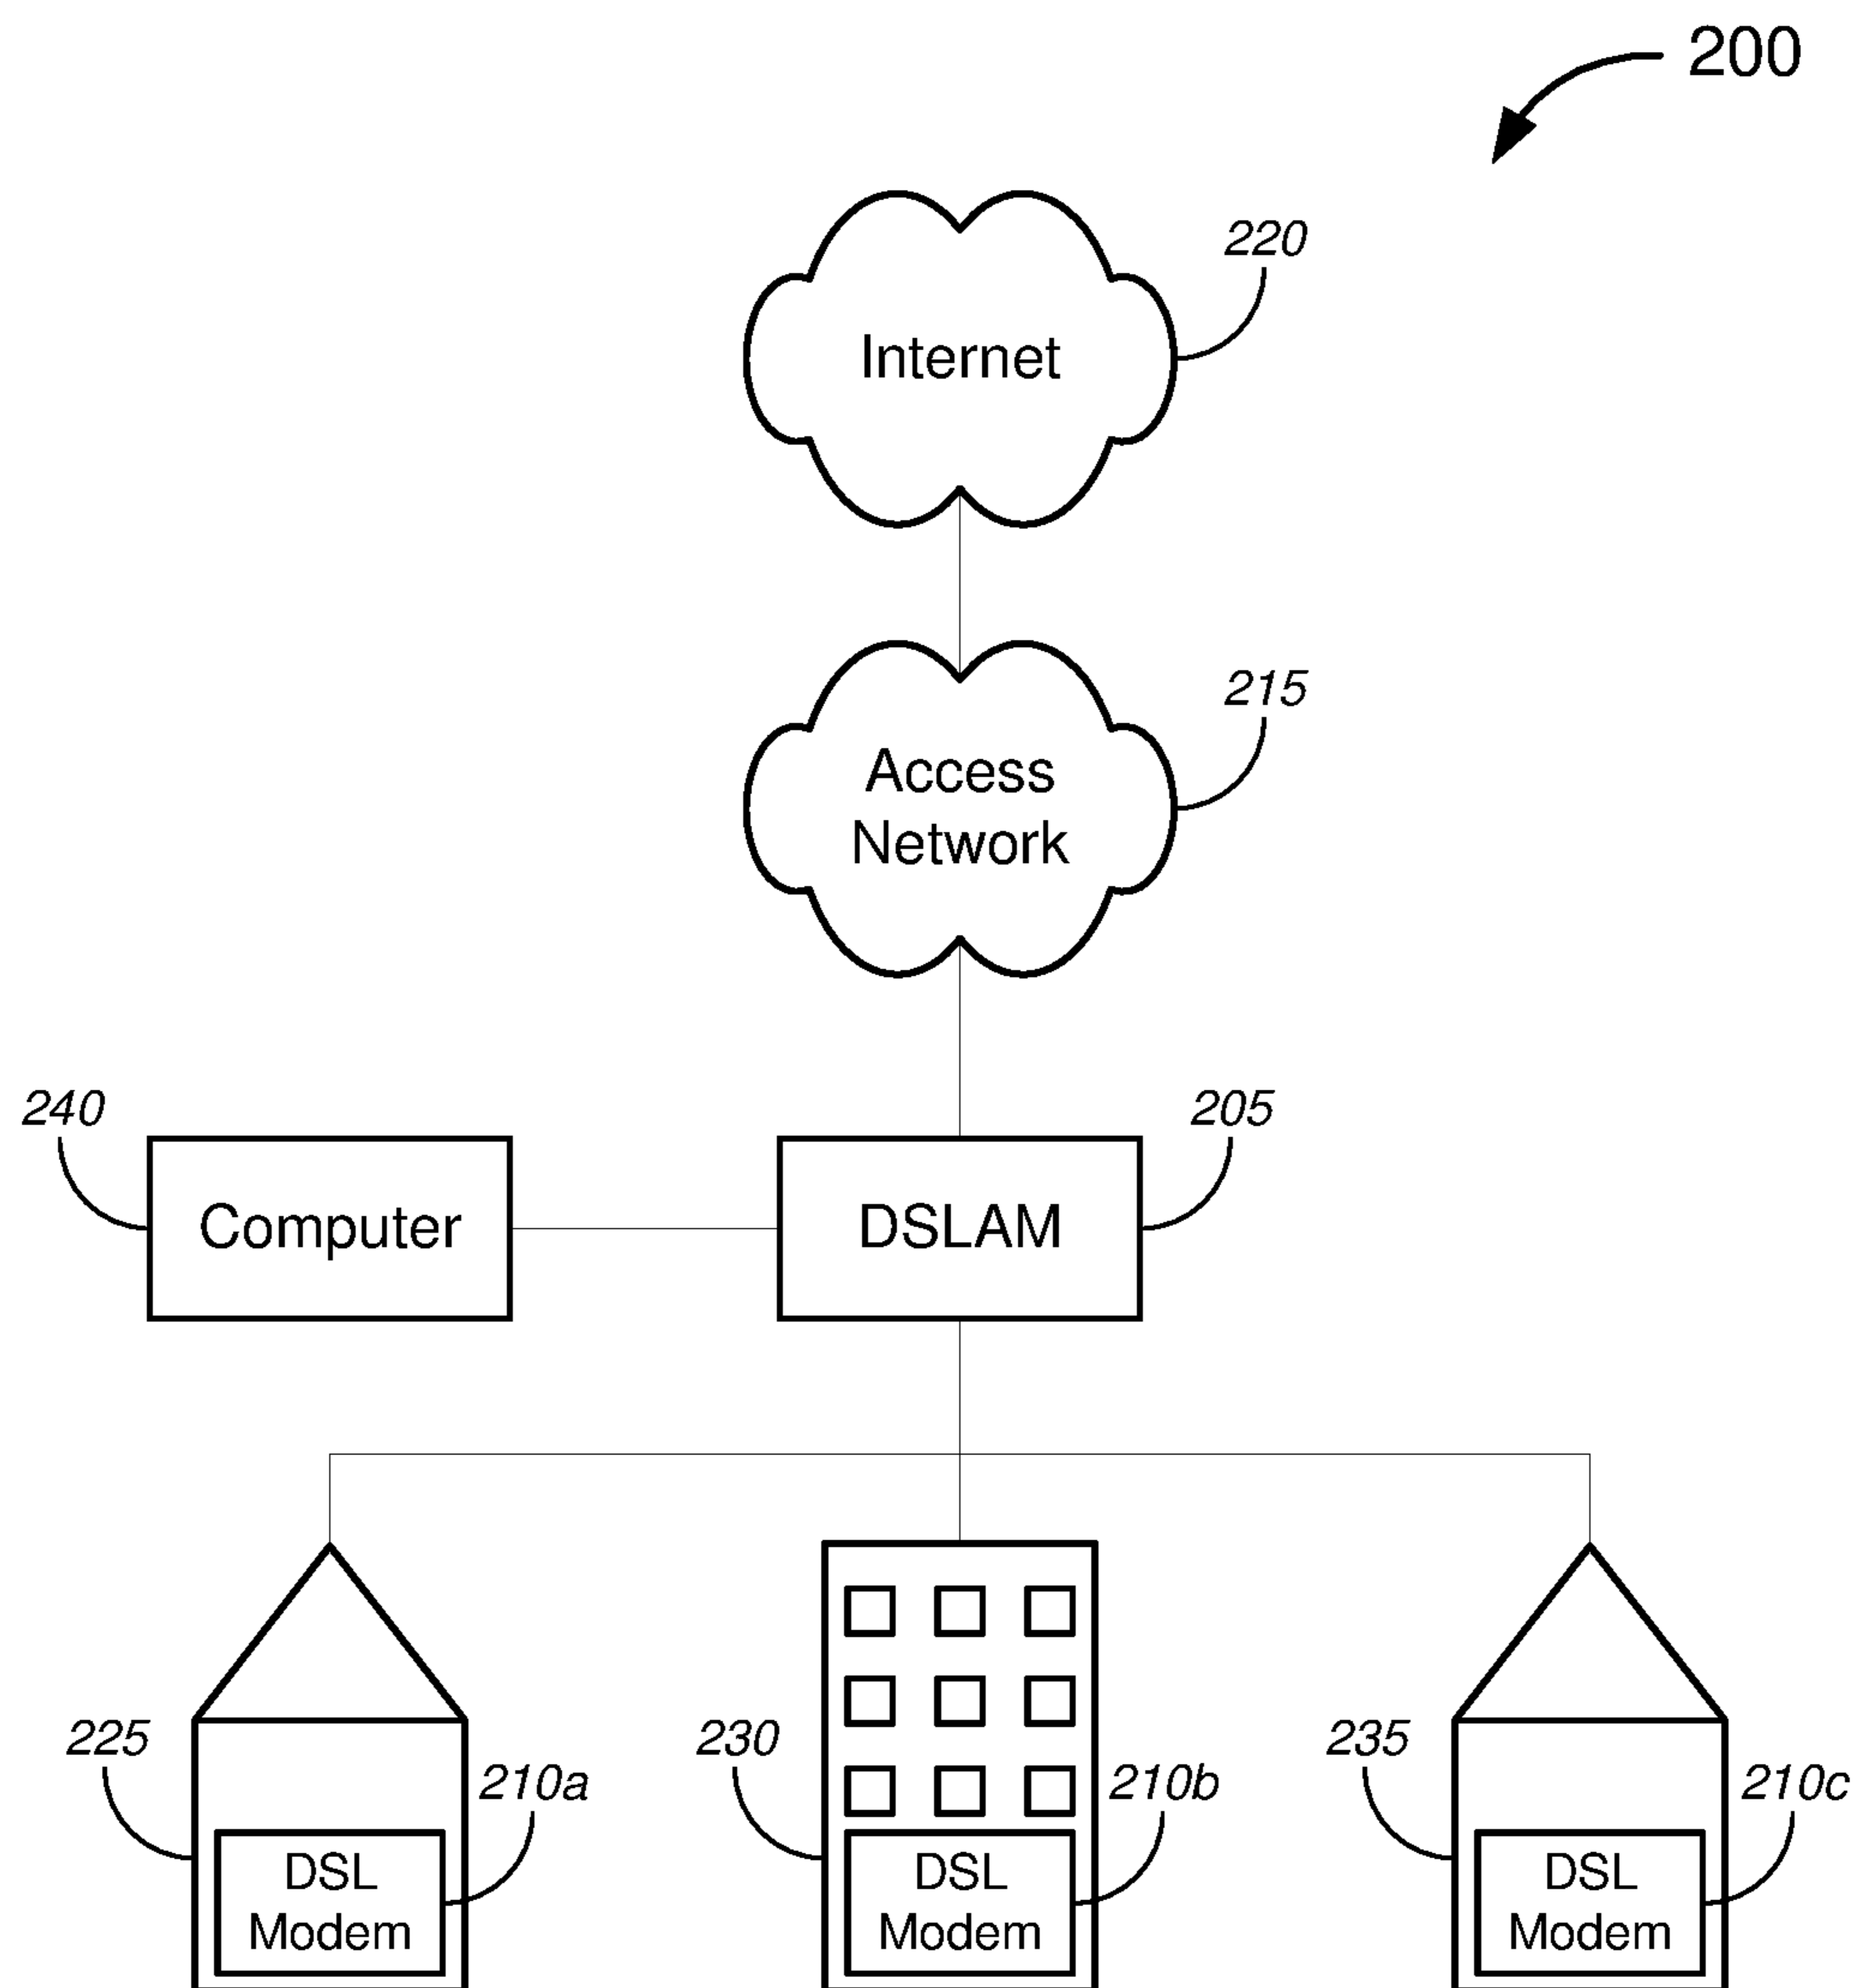 200
220
Internet
215
Access
Network
240
205
Computer
DSLAM
225
230
235
210a
210b
210c
DSL
Modem
DSL
Modem
DSL
Modem